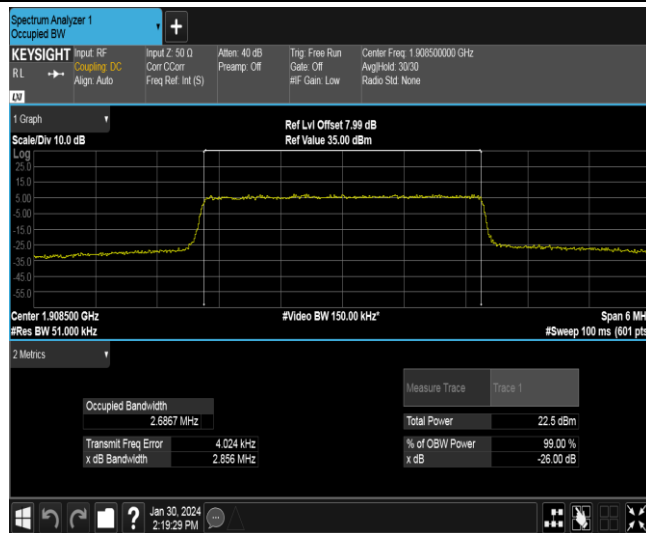 Spectrum Analyzer 1
Occupied BW
+
KEYSIGHT Input: RF Input Z: 50 Ω Atten: 40 dB Trig: Free Run Center Freq: 1.908500000 GHz
RL Coupling: DC Corr CCorr Preamp: Off Gate: Off Avg|Hold: 30/30
Align: Auto Freq Ref: Int (S) #IF Gain: Low Radio Std: None
1 Graph
Ref Lvl Offset 7.99 dB
Scale/Div 10.0 dB Ref Value 35.00 dBm
Log
25.0
15.0
5.00
-5.00
-15.0
-25.0
-35.0
-45.0
-55.0
Center 1.908500 GHz #Video BW 150.00 kHz* Span 6 MH
#Res BW 51.000 kHz #Sweep 100 ms (601 pts
2 Metrics
Measure Trace Trace 1
Occupied Bandwidth
2.6867 MHz
Total Power 22.5 dBm
Transmit Freq Error 4.024 kHz % of OBW Power 99.00 %
x dB Bandwidth 2.856 MHz x dB -26.00 dB
? Jan 30, 2024
2:19:29 PM